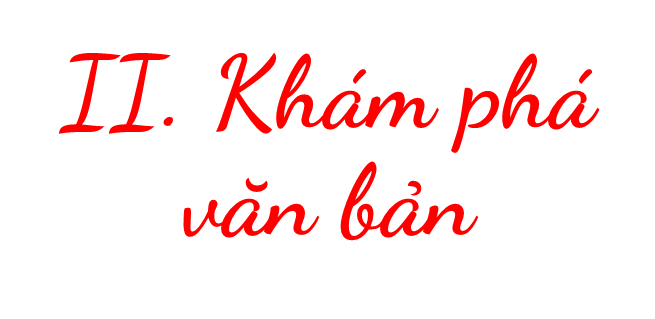 II. Khám phá
văn bản